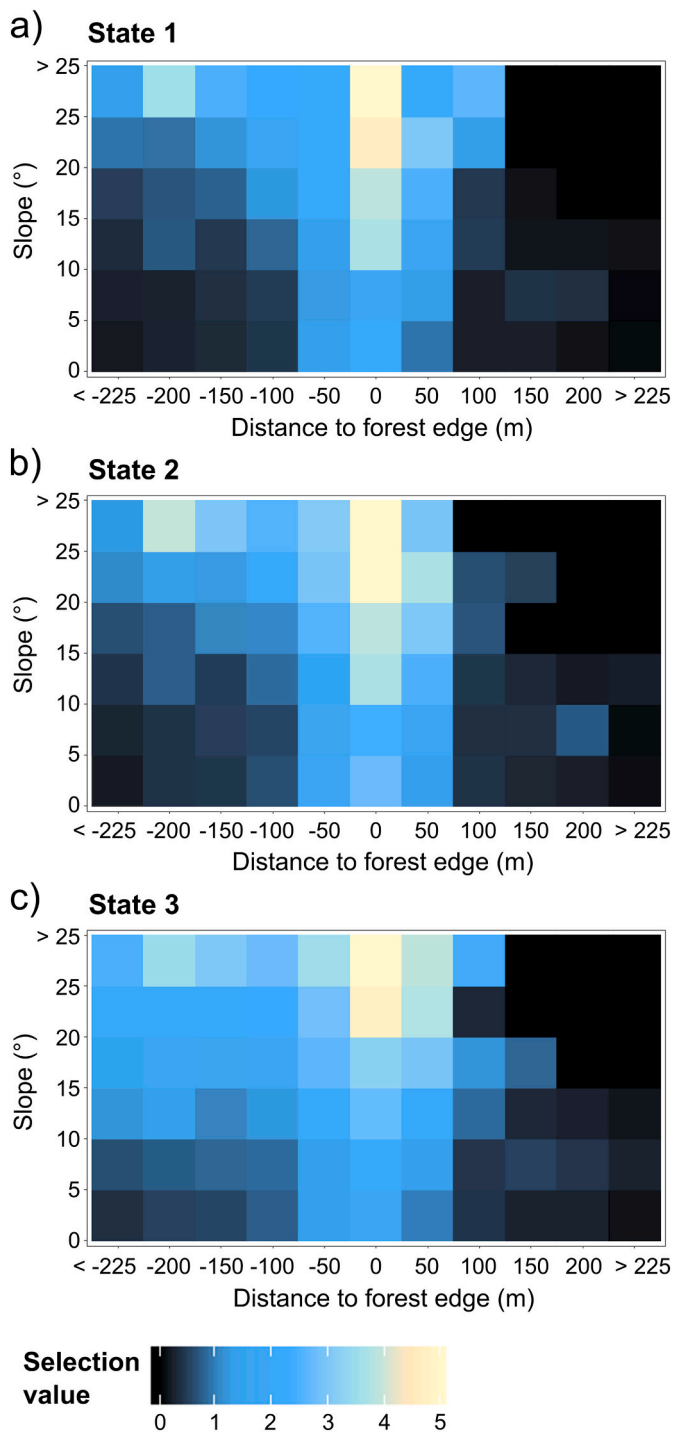 a)
State 1
> 25
25
20
15
10
5
0
Slope (°)
< -225 -200 -150 -100 -50 0 50 100 150 200 > 225
Distance to forest edge (m)
b)
State 2
> 25
25
20
15
10
5
0
Slope (°)
< -225 -200 -150 -100 -50 0 50 100 150 200 > 225
Distance to forest edge (m)
c)
State 3
> 25
25
20
15
10
5
0
Slope (°)
< -225 -200 -150 -100 -50 0 50 100 150 200 > 225
Distance to forest edge (m)
Selection
value
0 1 2 3 4 5